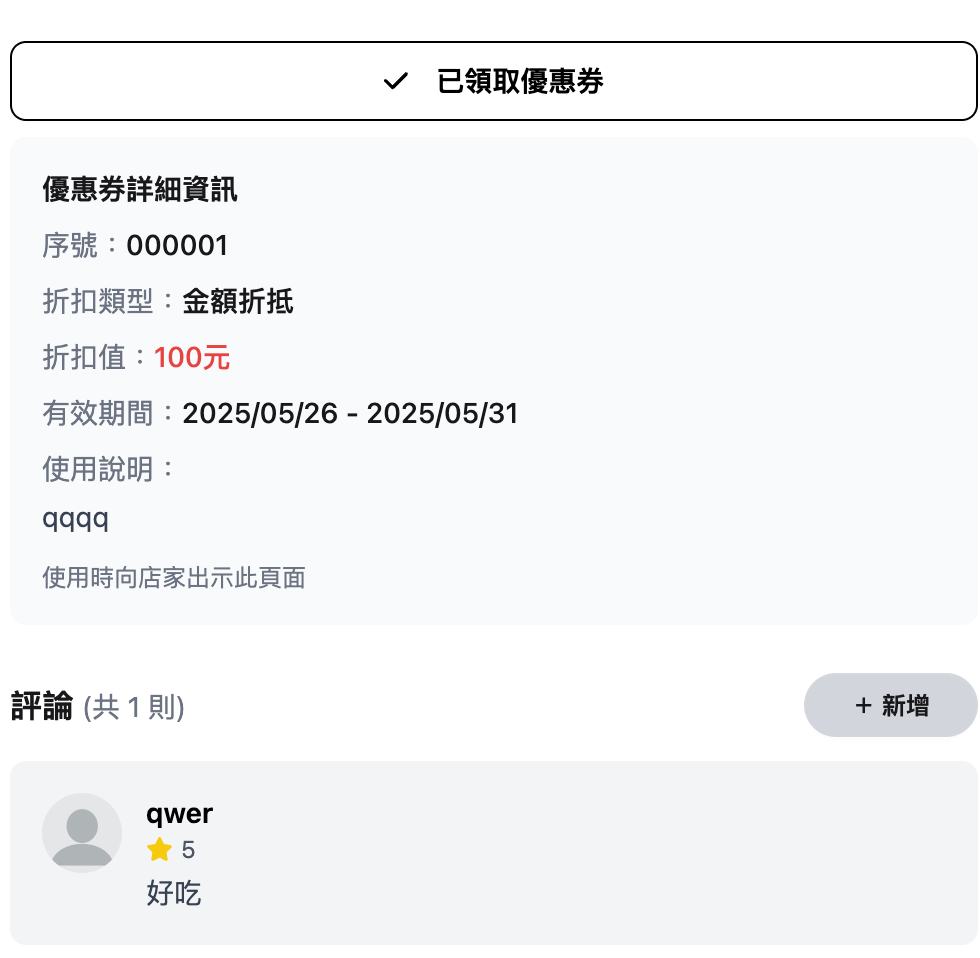 已領取優惠券
優惠券詳細資訊
序號：000001
折扣類型：金額折抵
折扣值：100元
有效期間：2025/05/26 - 2025/05/31
使用說明：
qqqq
使用時向店家出示此頁面
評論 (共 1 則)
+ 新增
qwer
5
好吃